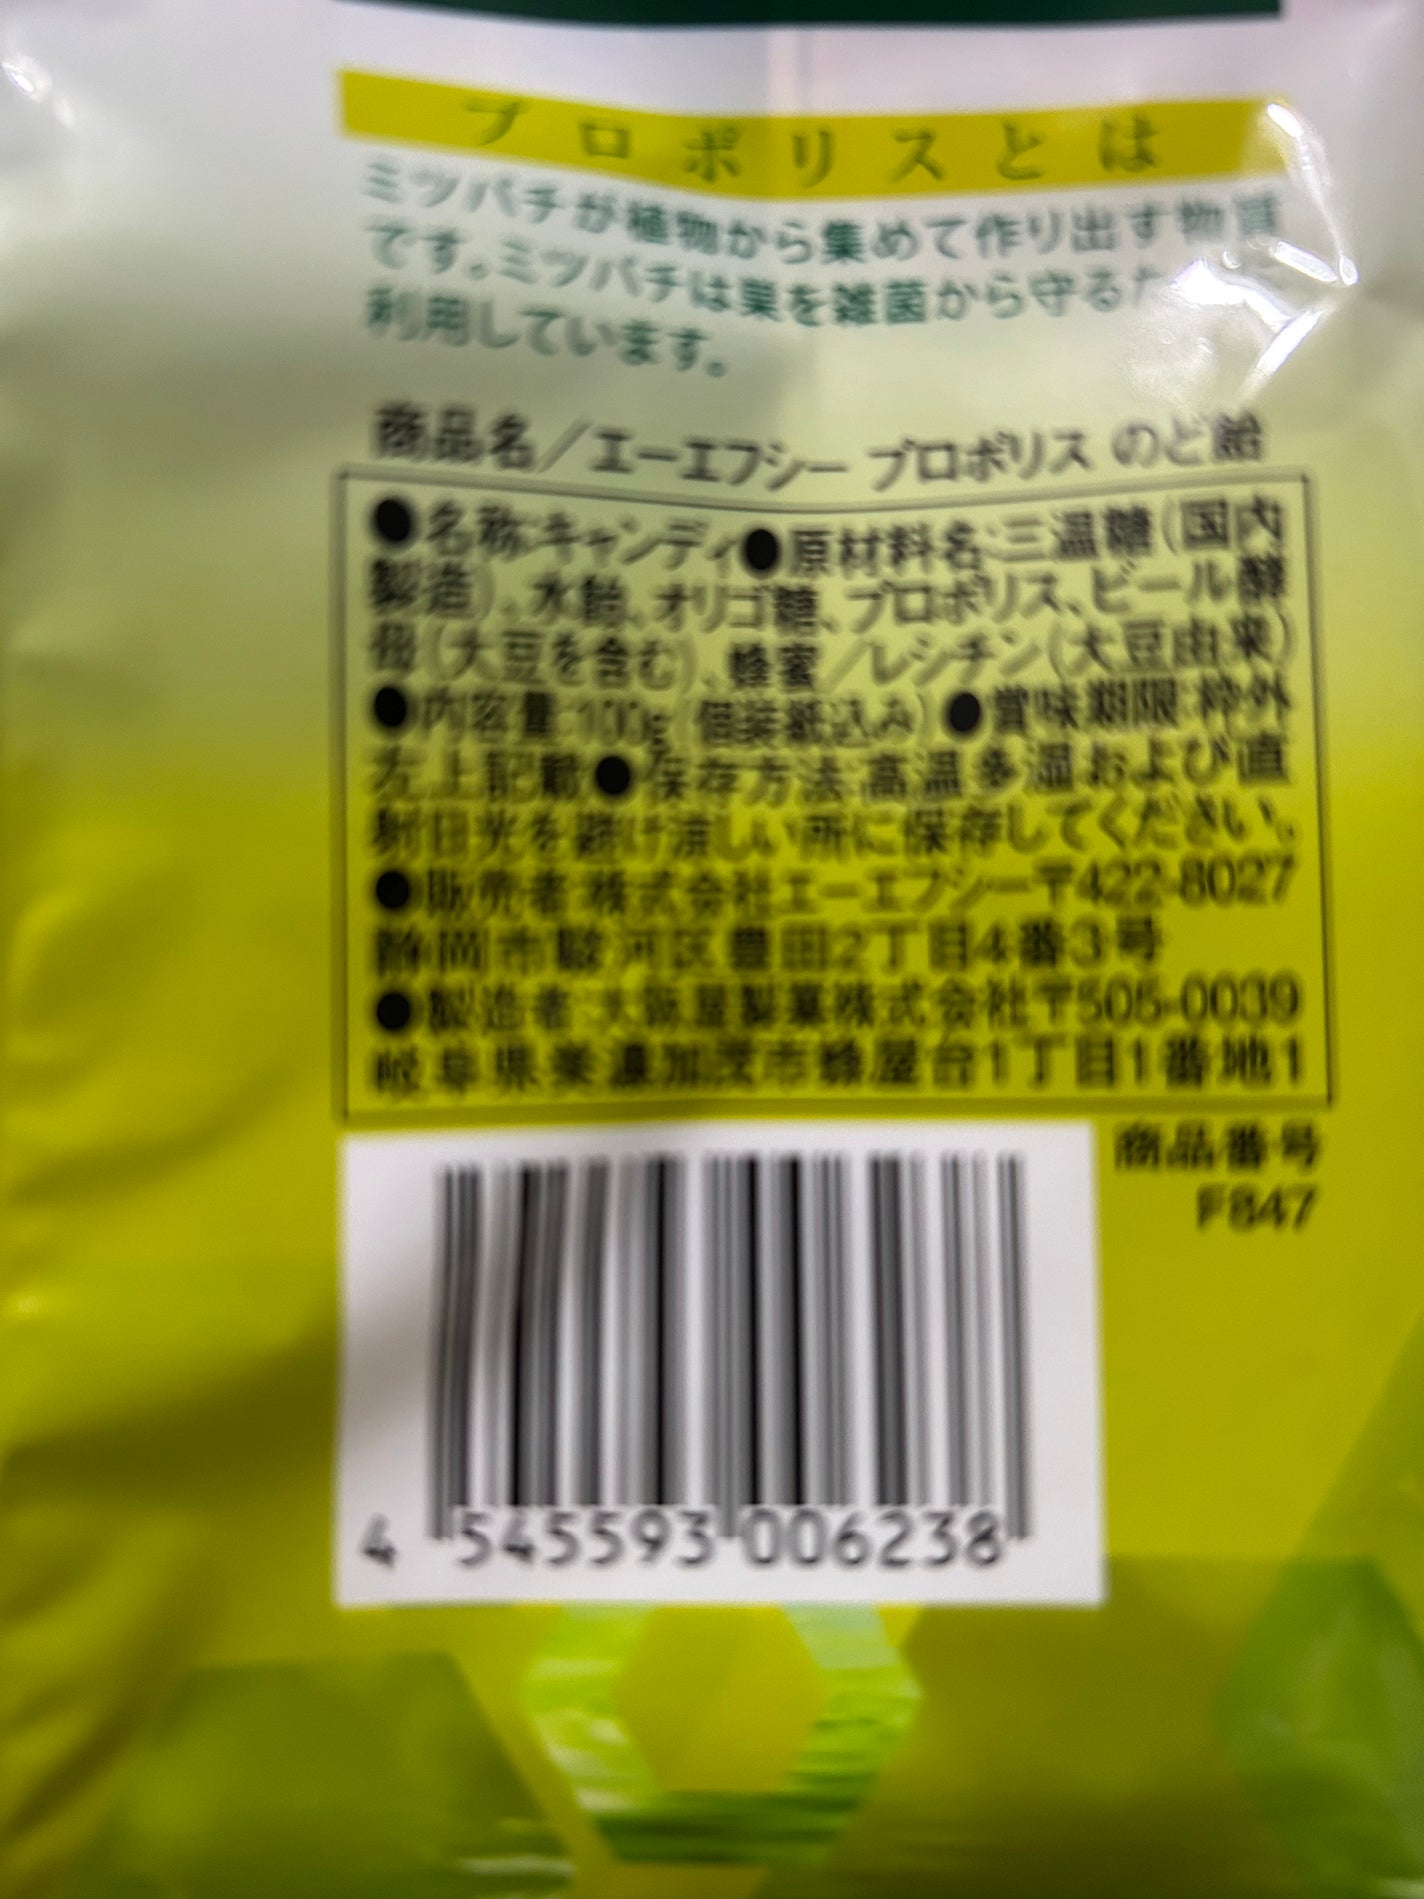 プロポリスとは
ミツバチが植物から集めて作り出す物質
です。ミツバチは巣を雑菌から守る
利用しています。
商品名/エーエフシー プロポリス のど飴
●名称:キャンディ●原材料名:三温糖(国内
製造)、水飴、オリゴ糖、プロポリス、ビール酵
母(大豆を含む)、蜂蜜/レシチン(大豆由来)
●内容量:100g(個装紙込み)●賞味期限:枠外
左上記載●保存方法:高温多湿および直
射日光を避け涼しい所に保存してください。
●販売者:株式会社エーエフシー〒422-8027
静岡市駿河区豊田2丁目4番3号
●製造者:大阪屋製菓株式会社〒505-0039
岐阜県美濃加茂市蜂屋台1丁目1番地1
商品番号
F847
4 545593 006238